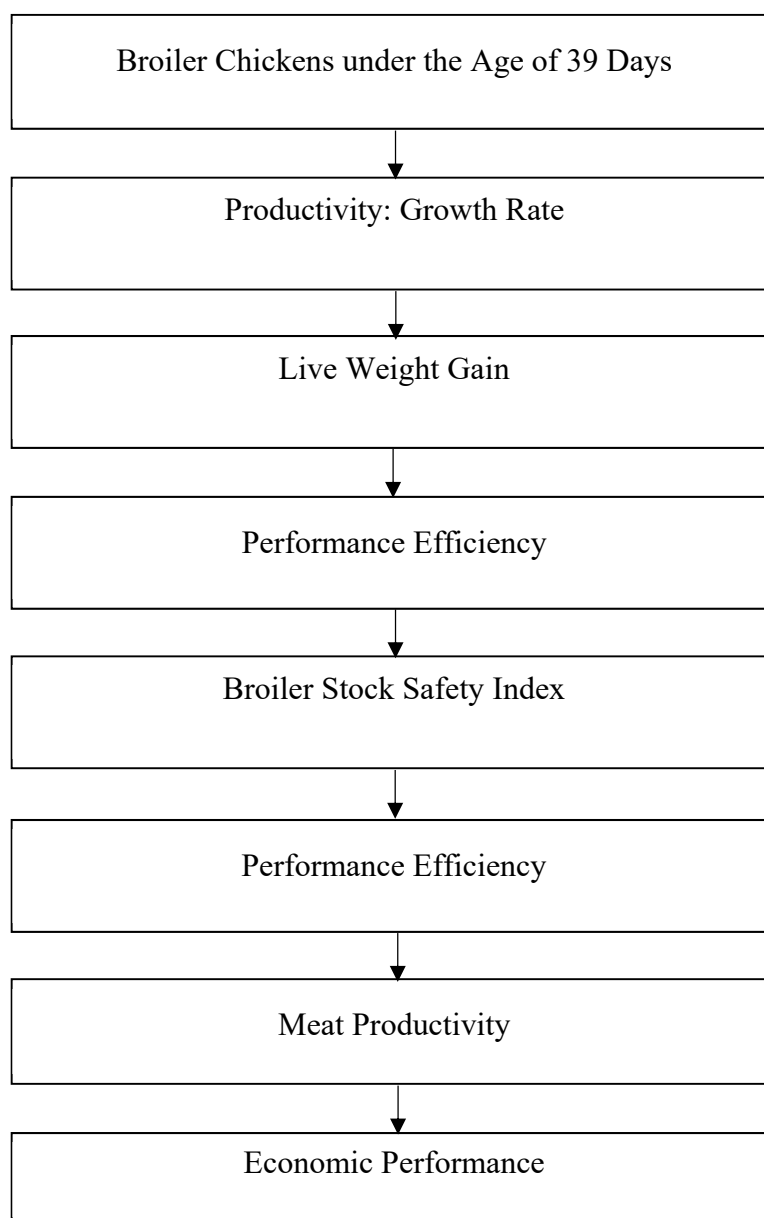 Broiler Chickens under the Age of 39 Days
Productivity: Growth Rate
Live Weight Gain
Performance Efficiency
Broiler Stock Safety Index
Performance Efficiency
Meat Productivity
Economic Performance